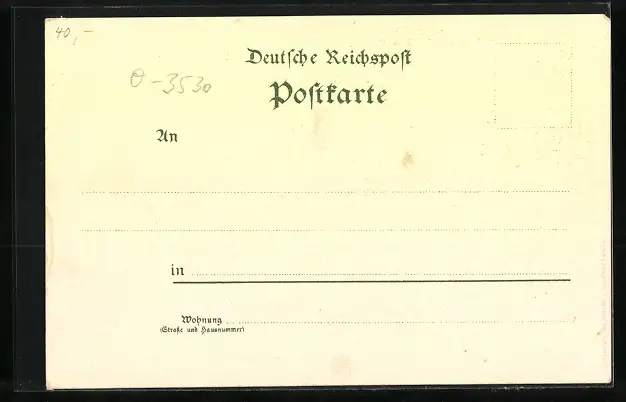 40,-
Deutsche Reichspost
O-3530
Postkarte
An
in
Wohnung
(Straße und Hausnummer)